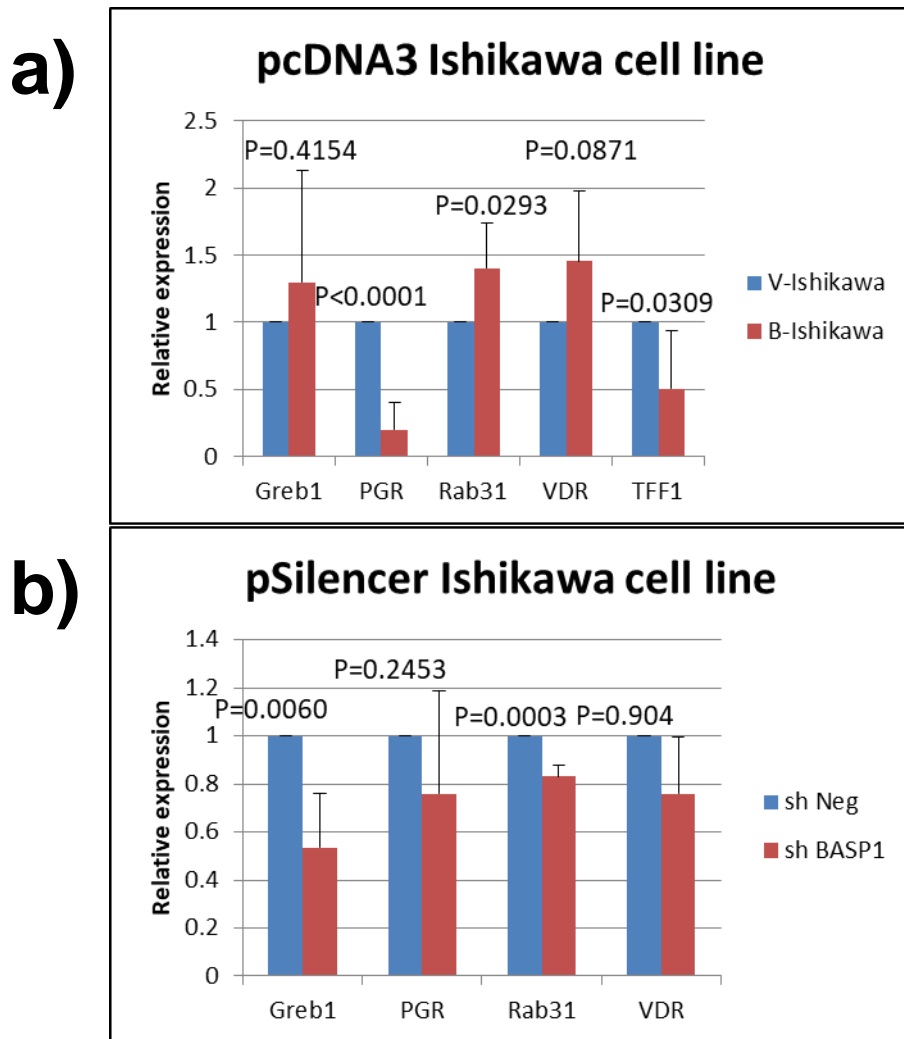 a)
pcDNA3 Ishikawa cell line
Relative expression
2.5
2
1.5
1
0.5
0
P=0.4154
P<0.0001
P=0.0293
P=0.0871
P=0.0309
Greb1 PGR Rab31 VDR TFF1
V-Ishikawa
B-Ishikawa
b)
pSilencer Ishikawa cell line
Relative expression
1.4
1.2
1
0.8
0.6
0.4
0.2
0
P=0.0060
P=0.2453
P=0.0003
P=0.904
Greb1 PGR Rab31 VDR
sh Neg
sh BASP1